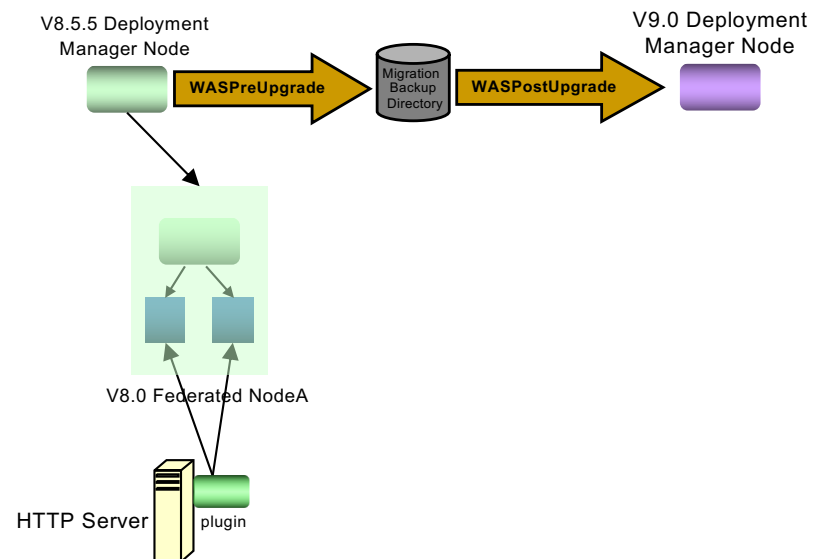 V8.5.5 Deployment
Manager Node
V9.0 Deployment
Manager Node
WASPreUpgrade
Migration
Backup
Directory
WASPostUpgrade
V8.0 Federated NodeA
HTTP Server
plugin